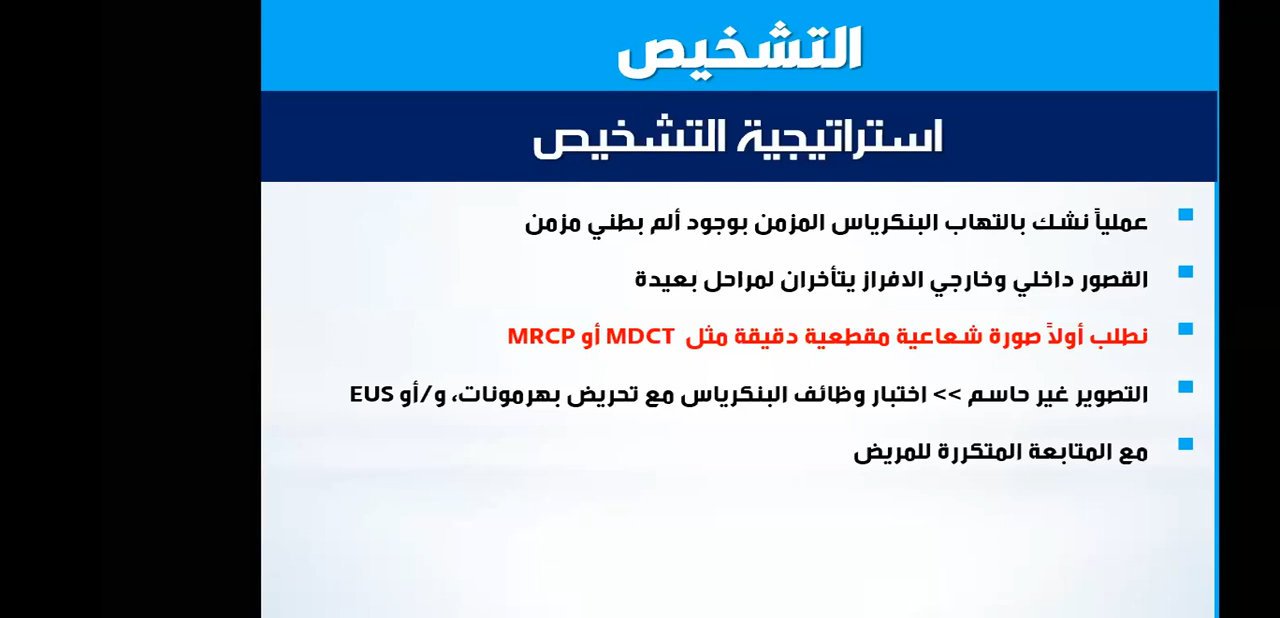 التشخيص
استراتيجية التشخيص
عملياً نشك بالتهاب البنكرياس المزمن بوجود ألم بطني مزمن
القصور داخلي وخارجي الافراز يتأخران لمراحل بعيدة
نطلب أولاً صورة شعاعية مقطعية دقيقة مثل MDCT أو MRCP
التصوير غير حاسم >> اختبار وظائف البنكرياس مع تحريض بهرمونات، و/أو EUS
مع المتابعة المتكررة للمريض